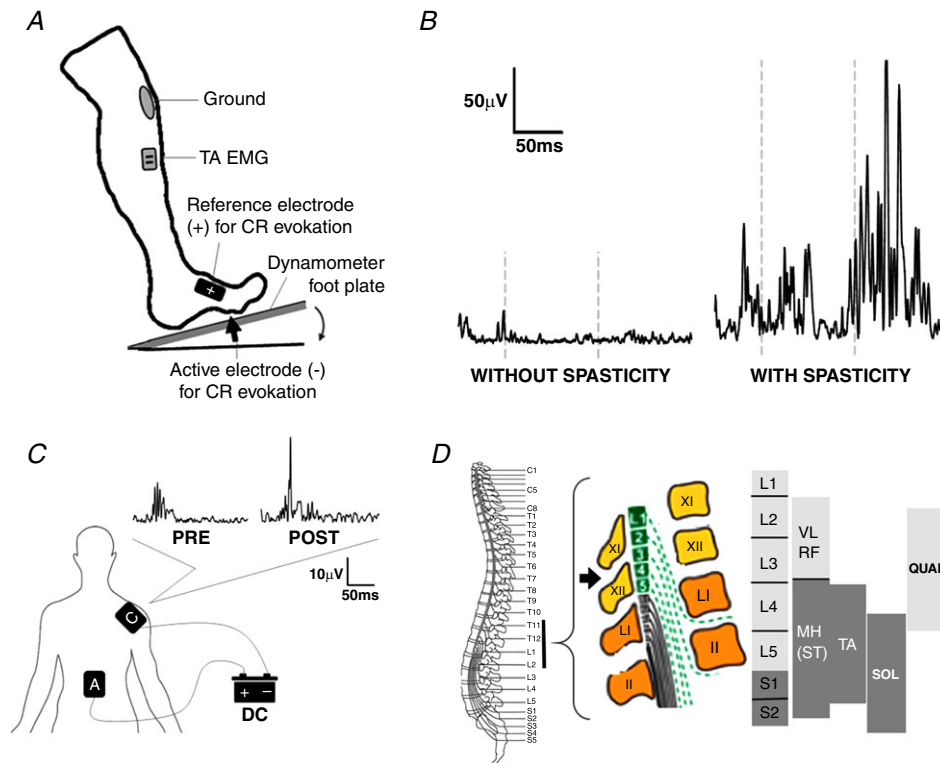 A
Ground
TA EMG
Reference electrode
(+) for CR evokation
+
Dynamometer
foot plate
Active electrode (-)
for CR evokation
B
50µV
50ms
WITHOUT SPASTICITY
WITH SPASTICITY
C
PRE
POST
10µV
50ms
C
A
+ −
DC
D
C1
C5
C8
T1
T2
T3
T4
T5
T6
T7
T8
T9
T10
T11
T12
L1
L2
L3
L4
L5
S1
S2
S3
S4
S5
XI
XII
LI
II
L1
2
3
4
5
XI
XII
LI
II
L1
L2
L3
L4
L5
S1
S2
VL
RF
MH
(ST)
TA
SOL
QUAD